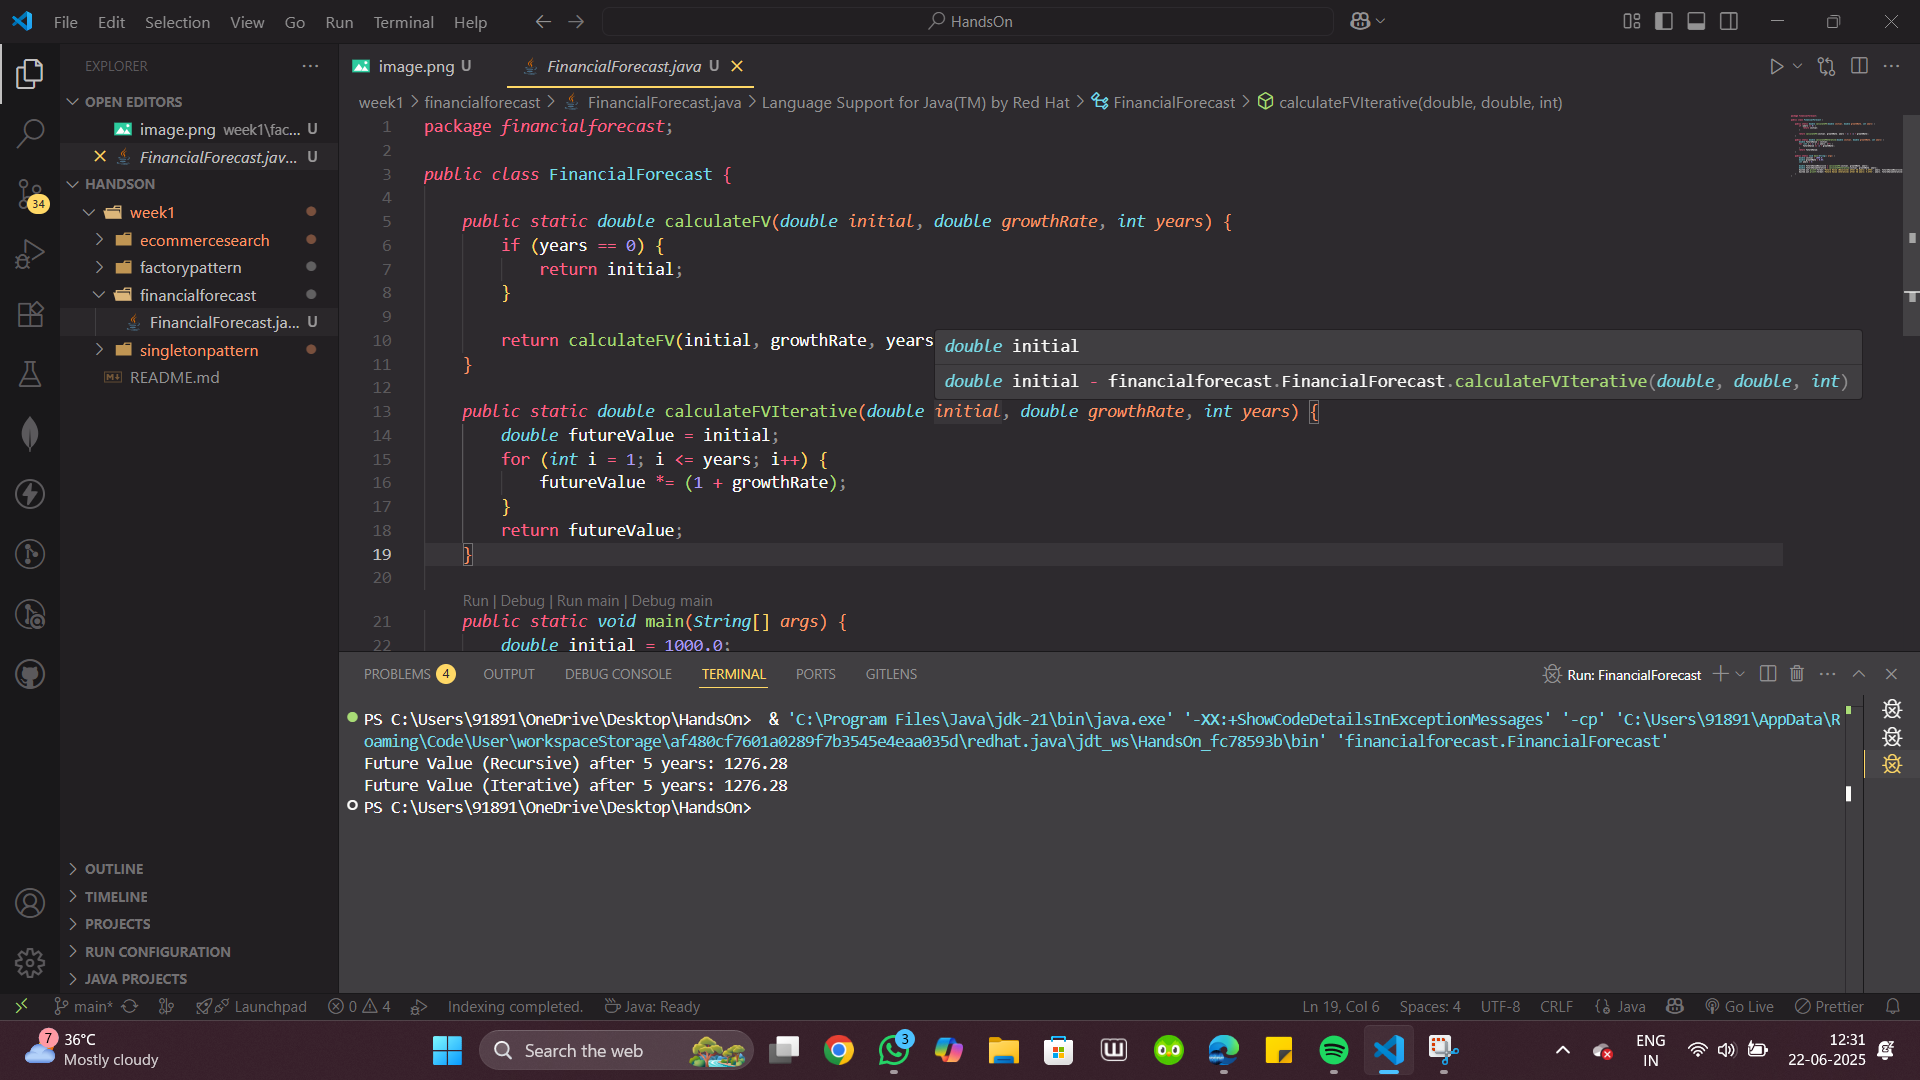 File Edit Selection View Go Run Terminal Help
HandsOn
EXPLORER
OPEN EDITORS
image.png week1\fac... U
FinancialForecast.jav... U
HANDSON
week1
ecommercesearch
factorypattern
financialforecast
FinancialForecast.ja... U
singletonpattern
README.md
34
OUTLINE
TIMELINE
PROJECTS
RUN CONFIGURATION
JAVA PROJECTS
image.png U
FinancialForecast.java U
week1 > financialforecast > FinancialForecast.java > Language Support for Java(TM) by Red Hat > FinancialForecast > calculateFVIterative(double, double, int)
1 package financialforecast;
2
3 public class FinancialForecast {
4
5 public static double calculateFV(double initial, double growthRate, int years) {
6 if (years == 0) {
7 return initial;
8 }
9
10 return calculateFV(initial, growthRate, years
double initial
double initial - financialforecast.FinancialForecast.calculateFVIterative(double, double, int)
11 }
12
13 public static double calculateFVIterative(double initial, double growthRate, int years) {
14 double futureValue = initial;
15 for (int i = 1; i <= years; i++) {
16 futureValue *= (1 + growthRate);
17 }
18 return futureValue;
19 }
20
Run | Debug | Run main | Debug main
21 public static void main(String[] args) {
22 double initial = 1000.0;
PROBLEMS 4 OUTPUT DEBUG CONSOLE TERMINAL PORTS GITLENS
Run: FinancialForecast
PS C:\Users\91891\OneDrive\Desktop\HandsOn> & 'C:\Program Files\Java\jdk-21\bin\java.exe' '-XX:+ShowCodeDetailsInExceptionMessages' '-cp' 'C:\Users\91891\AppData\R
oaming\Code\User\workspaceStorage\af480cf7601a0289f7b3545e4eaa035d\redhat.java\jdt_ws\HandsOn_fc78593b\bin' 'financialforecast.FinancialForecast'
Future Value (Recursive) after 5 years: 1276.28
Future Value (Iterative) after 5 years: 1276.28
PS C:\Users\91891\OneDrive\Desktop\HandsOn>
main* Launchpad 0 4 Indexing completed. Java: Ready
Ln 19, Col 6 Spaces: 4 UTF-8 CRLF {} Java Go Live Prettier
7
36°C
Mostly cloudy
Search the web
3
ENG
IN
12:31
22-06-2025